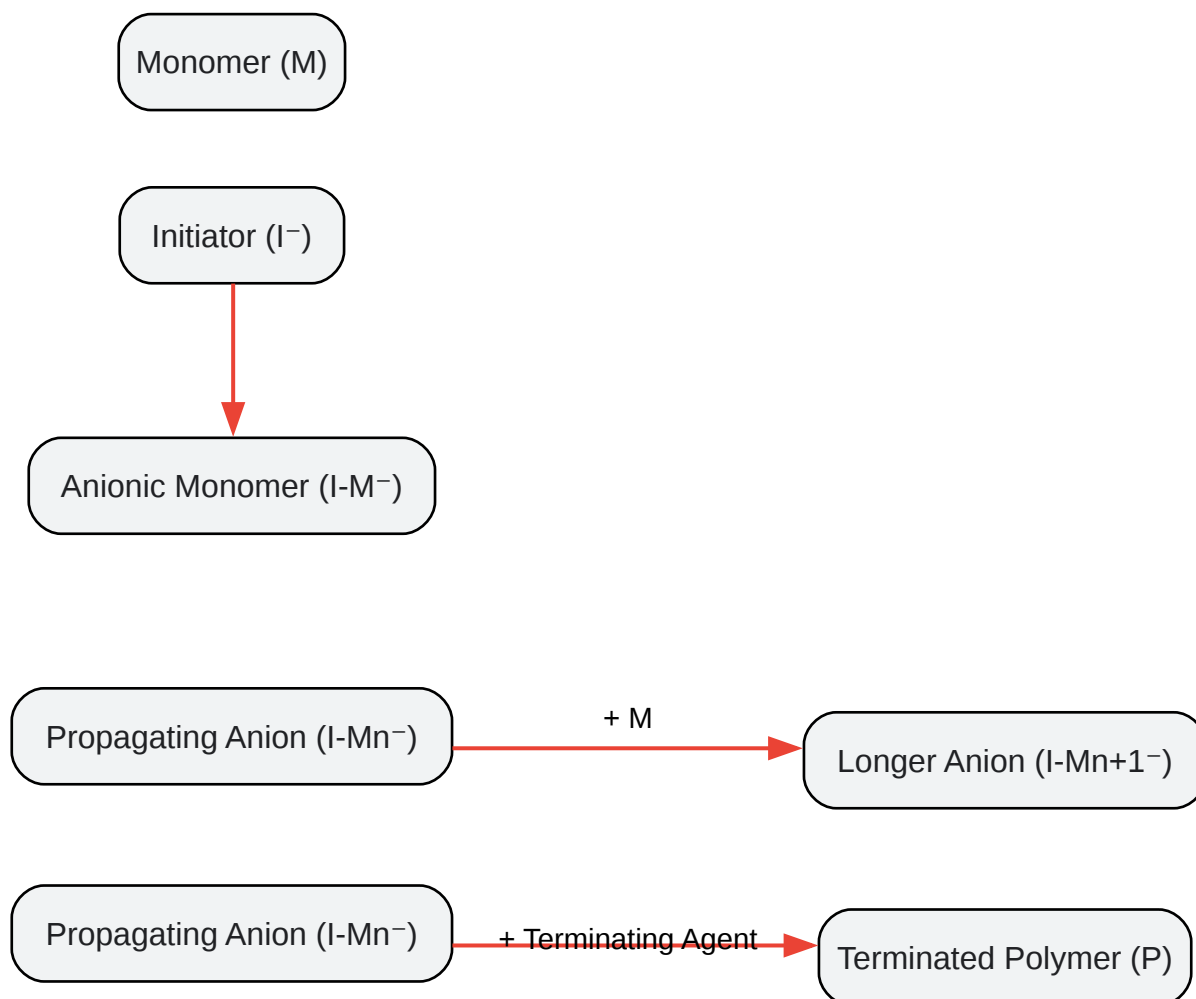 Monomer (M)
Initiator (I⁻)
Anionic Monomer (I-M⁻)
Propagating Anion (I-Mn⁻)
+ M
Longer Anion (I-Mn+1⁻)
Propagating Anion (I-Mn⁻)
+ Terminating Agent
Terminated Polymer (P)